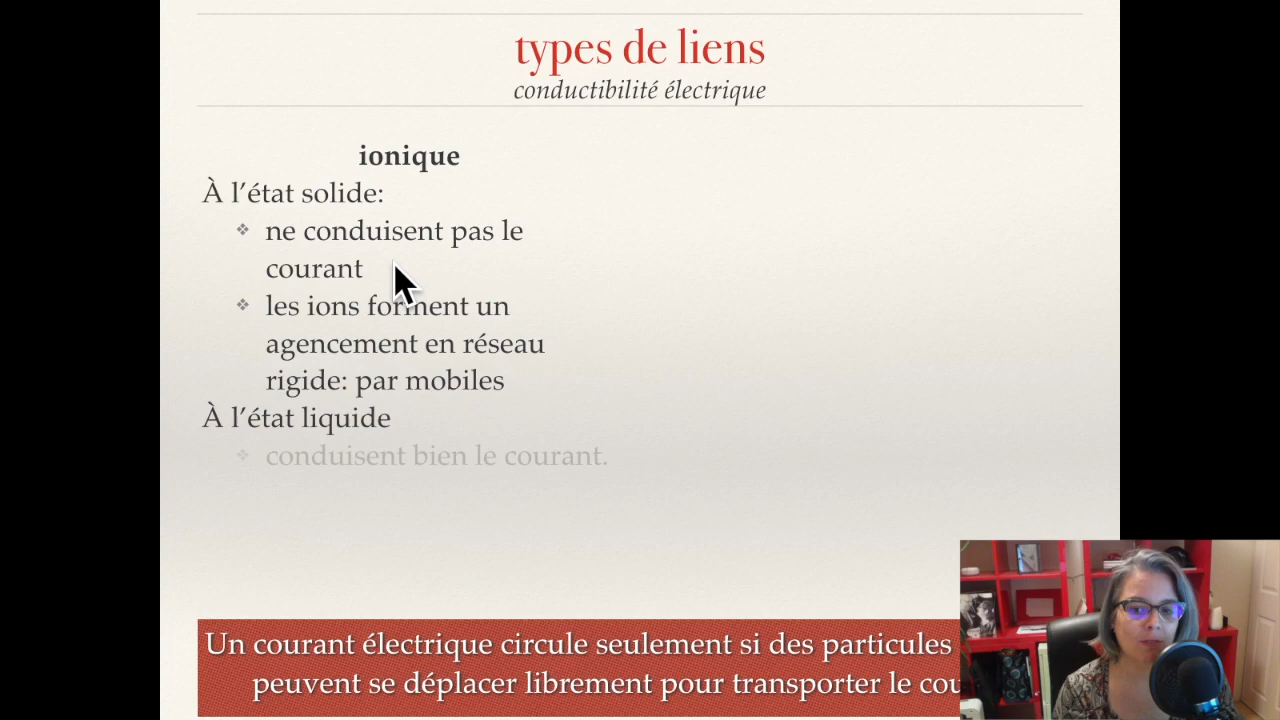 types de liens
conductibilité électrique
ionique
À l’état solide:
❖ ne conduisent pas le
courant
❖ les ions forment un
agencement en réseau
rigide: par mobiles
À l’état liquide
❖ conduisent bien le courant.
Un courant électrique circule seulement si des particules
peuvent se déplacer librement pour transporter le